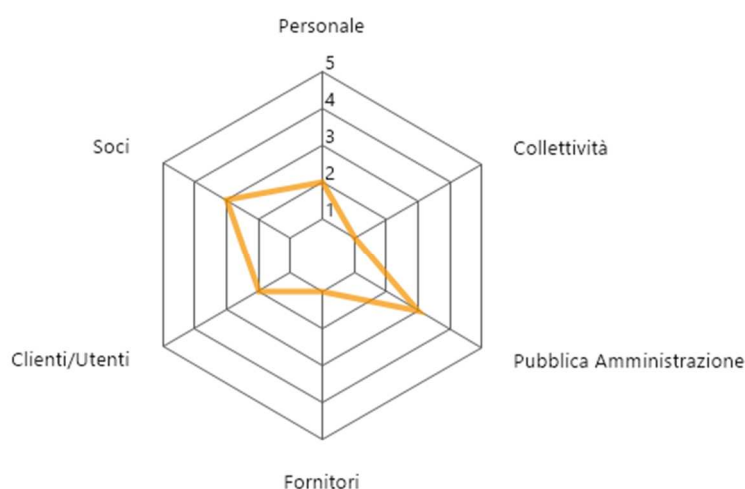 Personale
5
4
3
2
1
Soci
Collettività
Clienti/Utenti
Pubblica Amministrazione
Fornitori